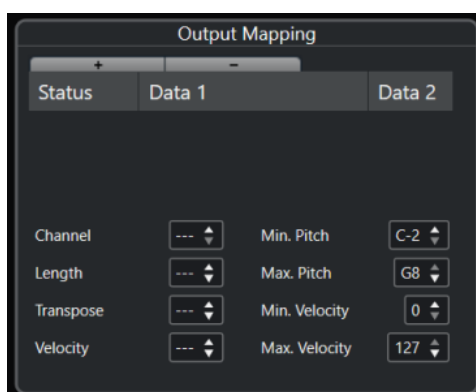 Output Mapping
+ −
Status Data 1 Data 2
Channel --- Min. Pitch C-2
Length --- Max. Pitch G8
Transpose --- Min. Velocity 0
Velocity --- Max. Velocity 127